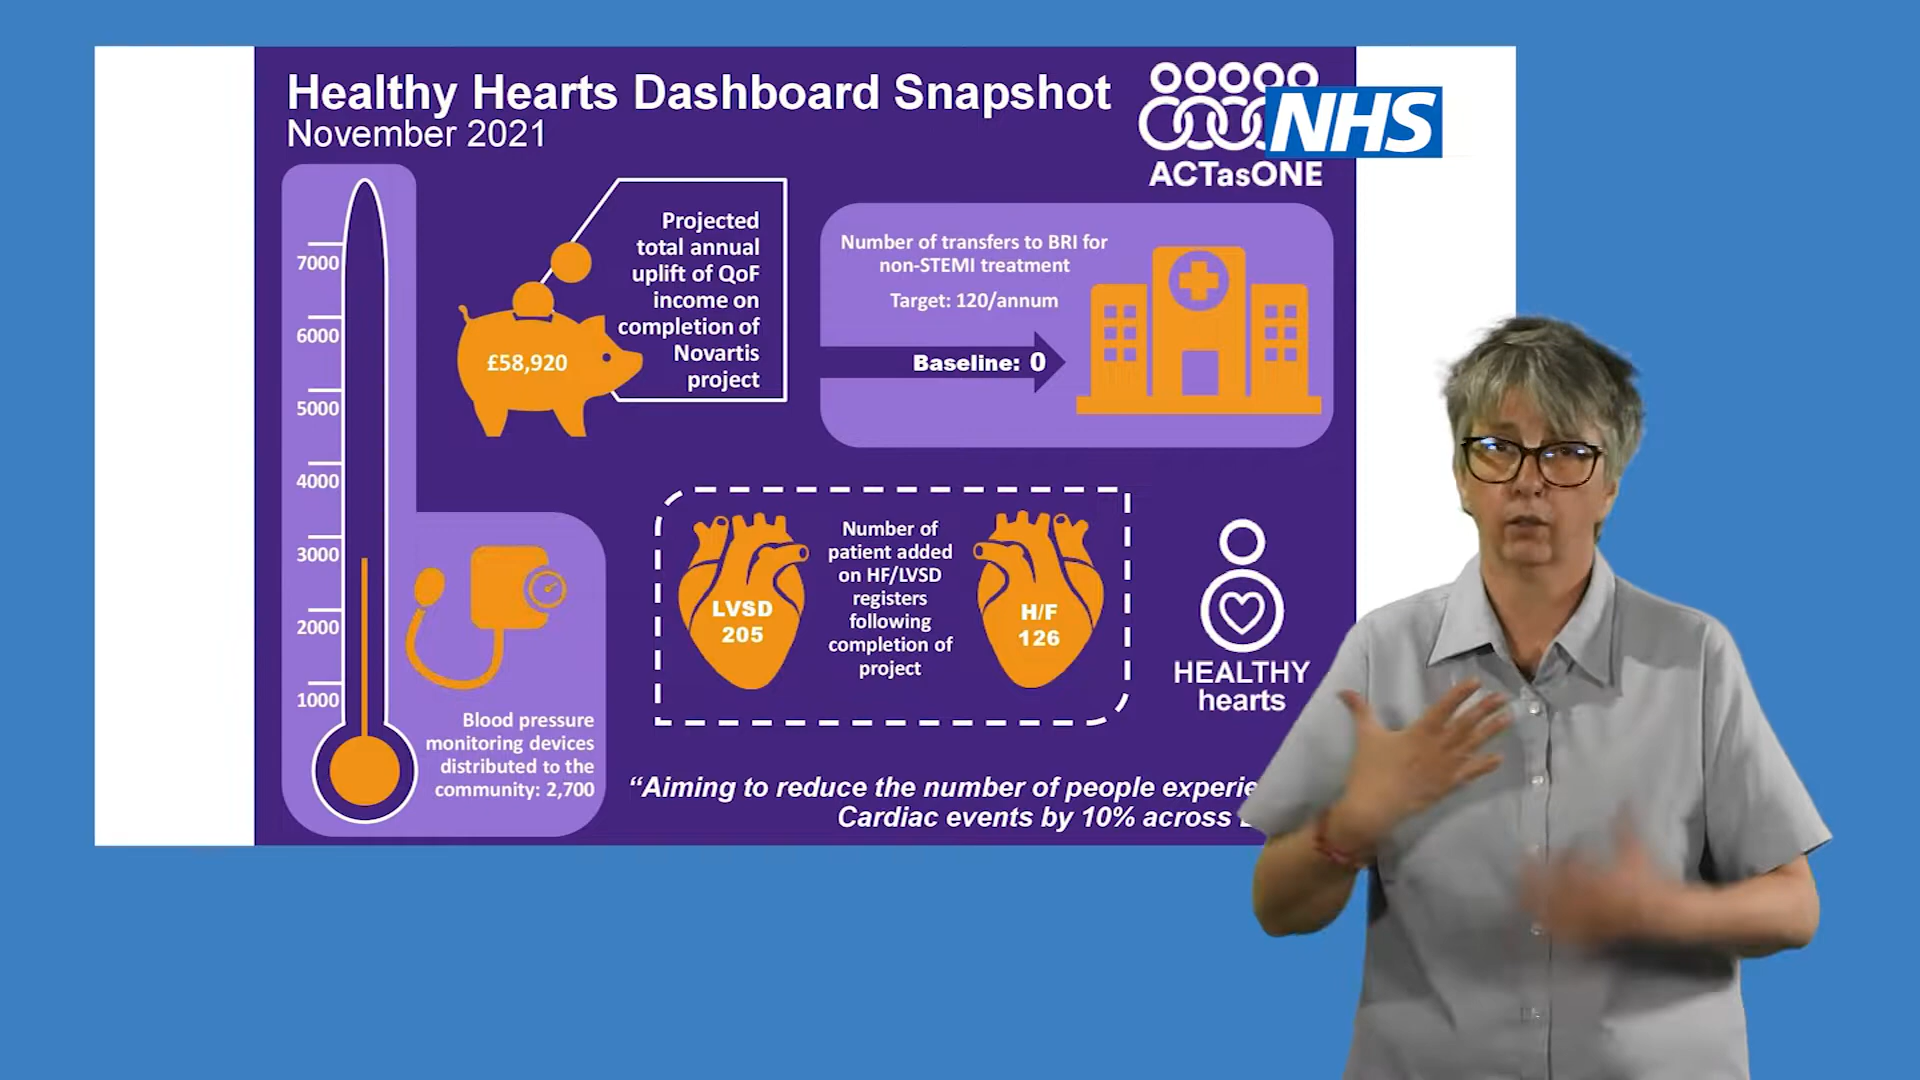 Healthy Hearts Dashboard Snapshot
November 2021
NHS
ACTasONE
7000
6000
5000
4000
3000
2000
1000
Projected
total annual
uplift of QoF
income on
completion of
Novartis
project
£58,920
Number of transfers to BRI for
non-STEMI treatment
Target: 120/annum
Baseline: 0
Blood pressure
monitoring devices
distributed to the
community: 2,700
LVSD
205
Number of
patient added
on HF/LVSD
registers
following
completion of
project
H/F
126
HEALTHY
hearts
“Aiming to reduce the number of people
Cardiac events by 10% across